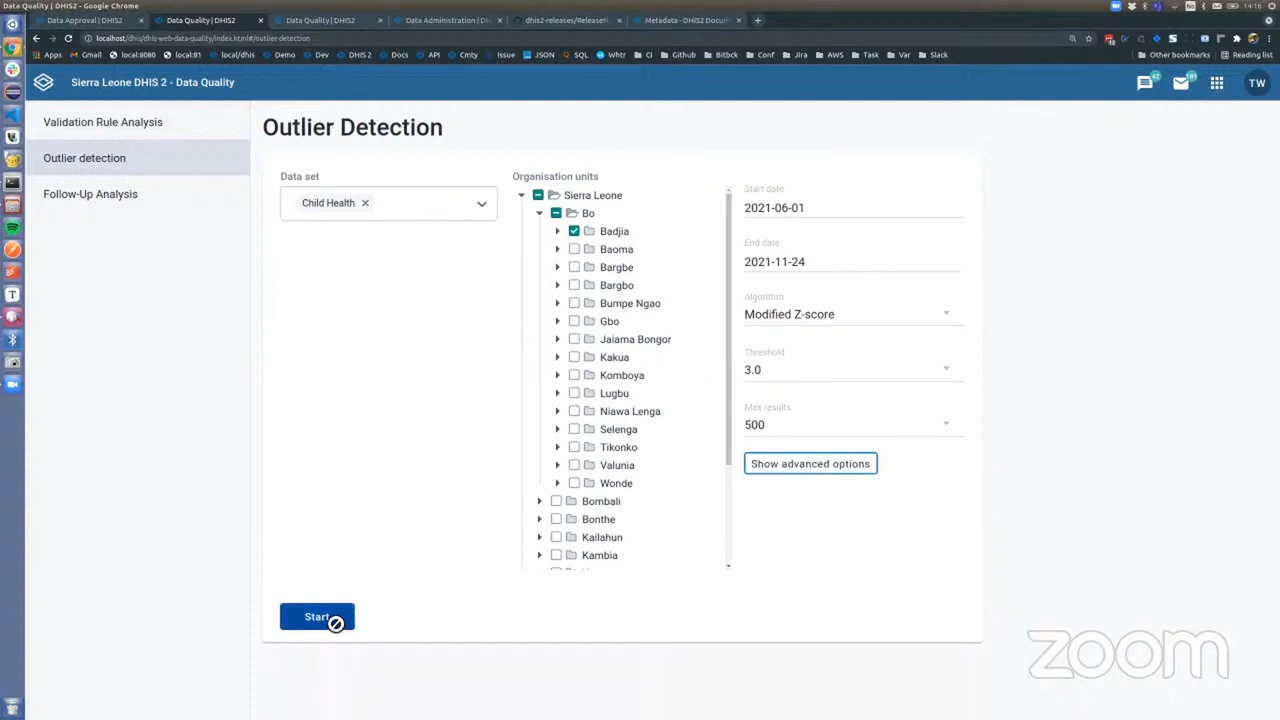 Data Quality | DHIS2 - Google Chrome
14:16
Data Approval | DHIS2
Data Quality | DHIS2
Data Quality | DHIS2
Data Administration | DHIS
dhis2-releases/ReleaseN
Metadata - DHIS2 Docum
localhost/dhis/dhis-web-data-quality/index.html#/outlier-detection
Apps
Gmail
local:8080
local:81
local/dhis
Demo
Dev
DHIS 2
Docs
API
Cmty
Issue
JSON
SQL
Whtr
CI
Github
Bitbck
Conf
Jira
AWS
Task
Var
Slack
Other bookmarks
Reading list
Sierra Leone DHIS 2 - Data Quality
42
TW
Validation Rule Analysis
Outlier detection
Follow-Up Analysis
Outlier Detection
Data set
Child Health
Organisation units
Sierra Leone
Bo
Badjia
Baoma
Bargbe
Bargbo
Bumpe Ngao
Gbo
Jaiama Bongor
Kakua
Komboya
Lugbu
Niawa Lenga
Selenga
Tikonko
Valunia
Wonde
Bombali
Bonthe
Kailahun
Kambia
Start date
2021-06-01
End date
2021-11-24
Algorithm
Modified Z-score
Threshold
3.0
Max results
500
Show advanced options
Start
zoom